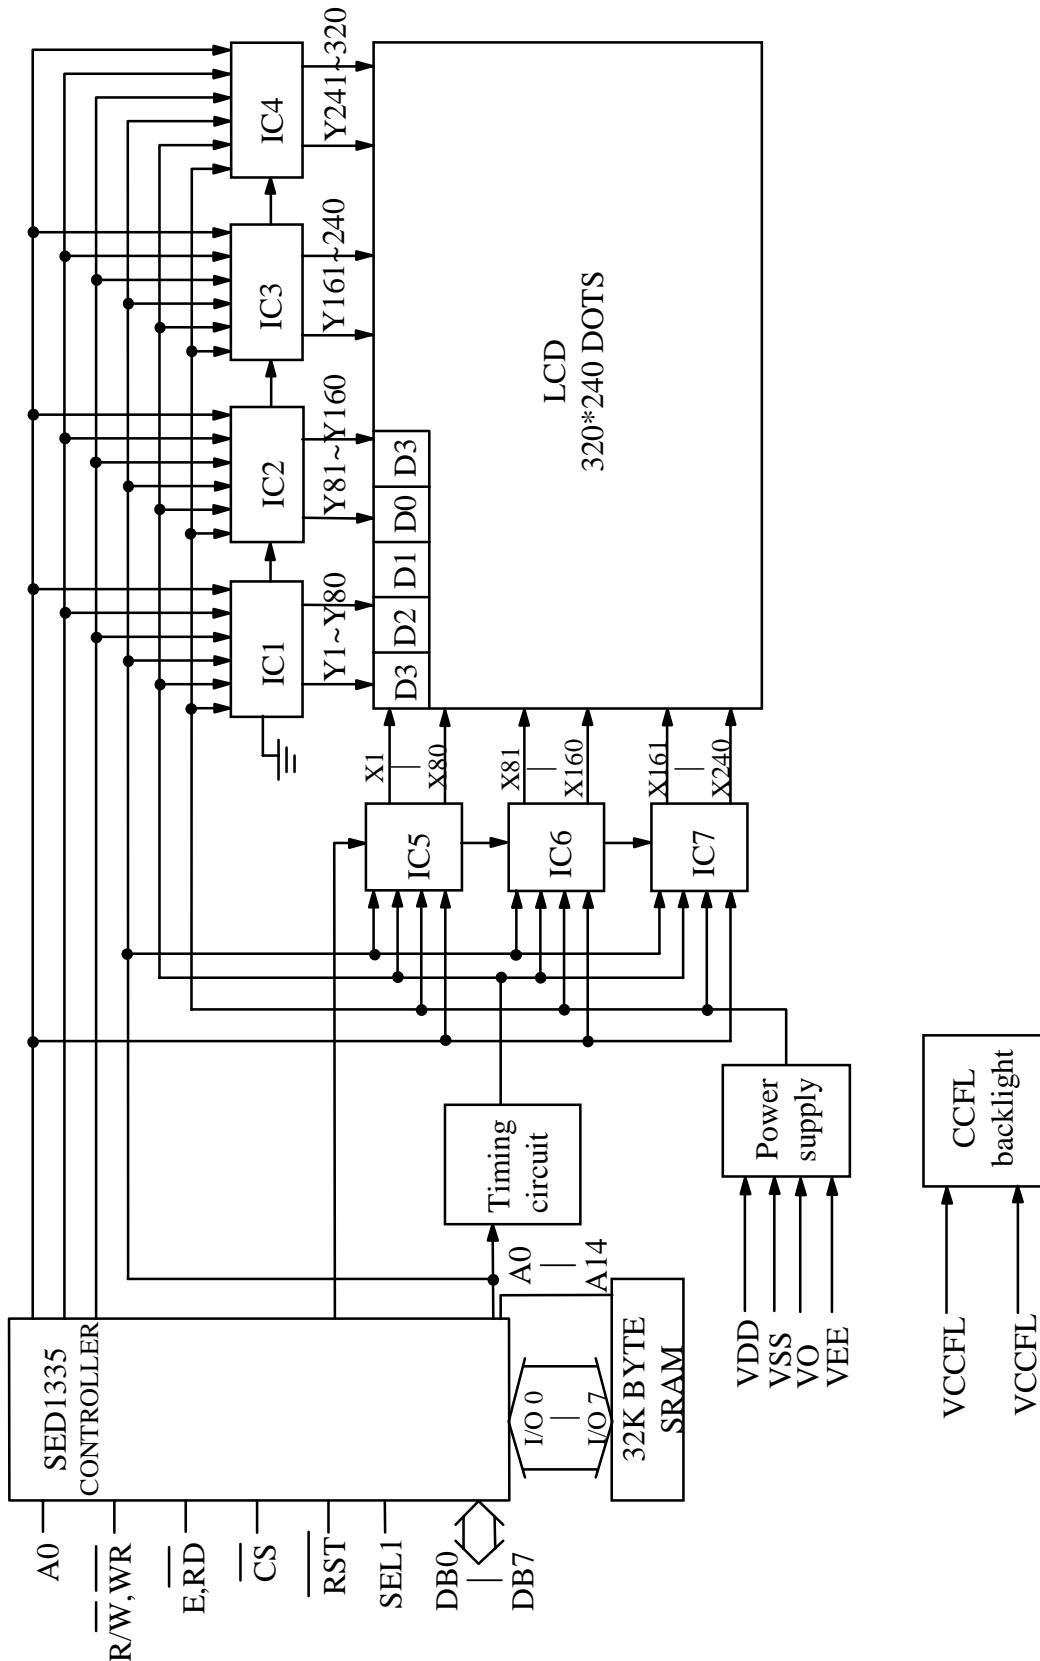 A0
R/W,WR
E,RD
CS
RST
SEL1
DB0
|
DB7
SED1335
CONTROLLER
I/O 0
|
I/O 7
32K BYTE
SRAM
A0
|
A14
Timing
circuit
VDD
VSS
VO
VEE
Power
supply
VCCFL
VCCFL
CCFL
backlight
IC5
IC6
IC7
X1
|
X80
X81
|
X160
X161
|
X240
IC1
IC2
IC3
IC4
Y1~Y80
Y81~Y160
Y161~240
Y241~320
D3
D2
D1
D0
D3
LCD
320*240 DOTS